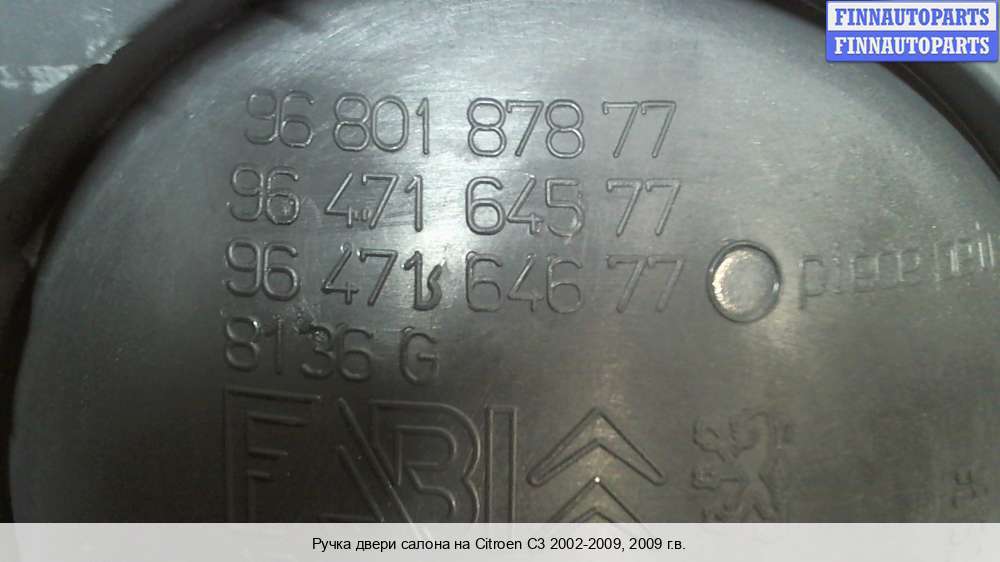 FINNAUTOPARTS
FINNAUTOPARTS
96 801 878 77
96 471 645 77
96 471 646 77
8136 G
FABI
Ручка двери салона на Citroen C3 2002-2009, 2009 г.в.